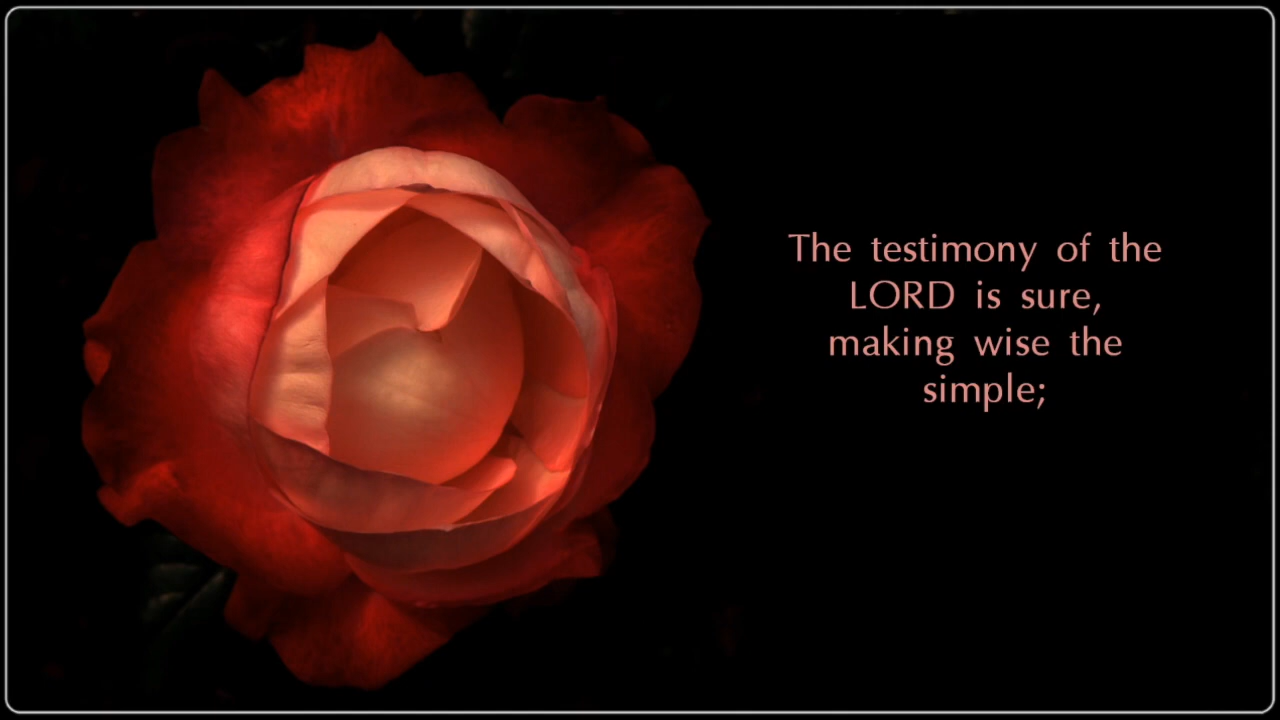 The testimony of the
LORD is sure,
making wise the
simple;